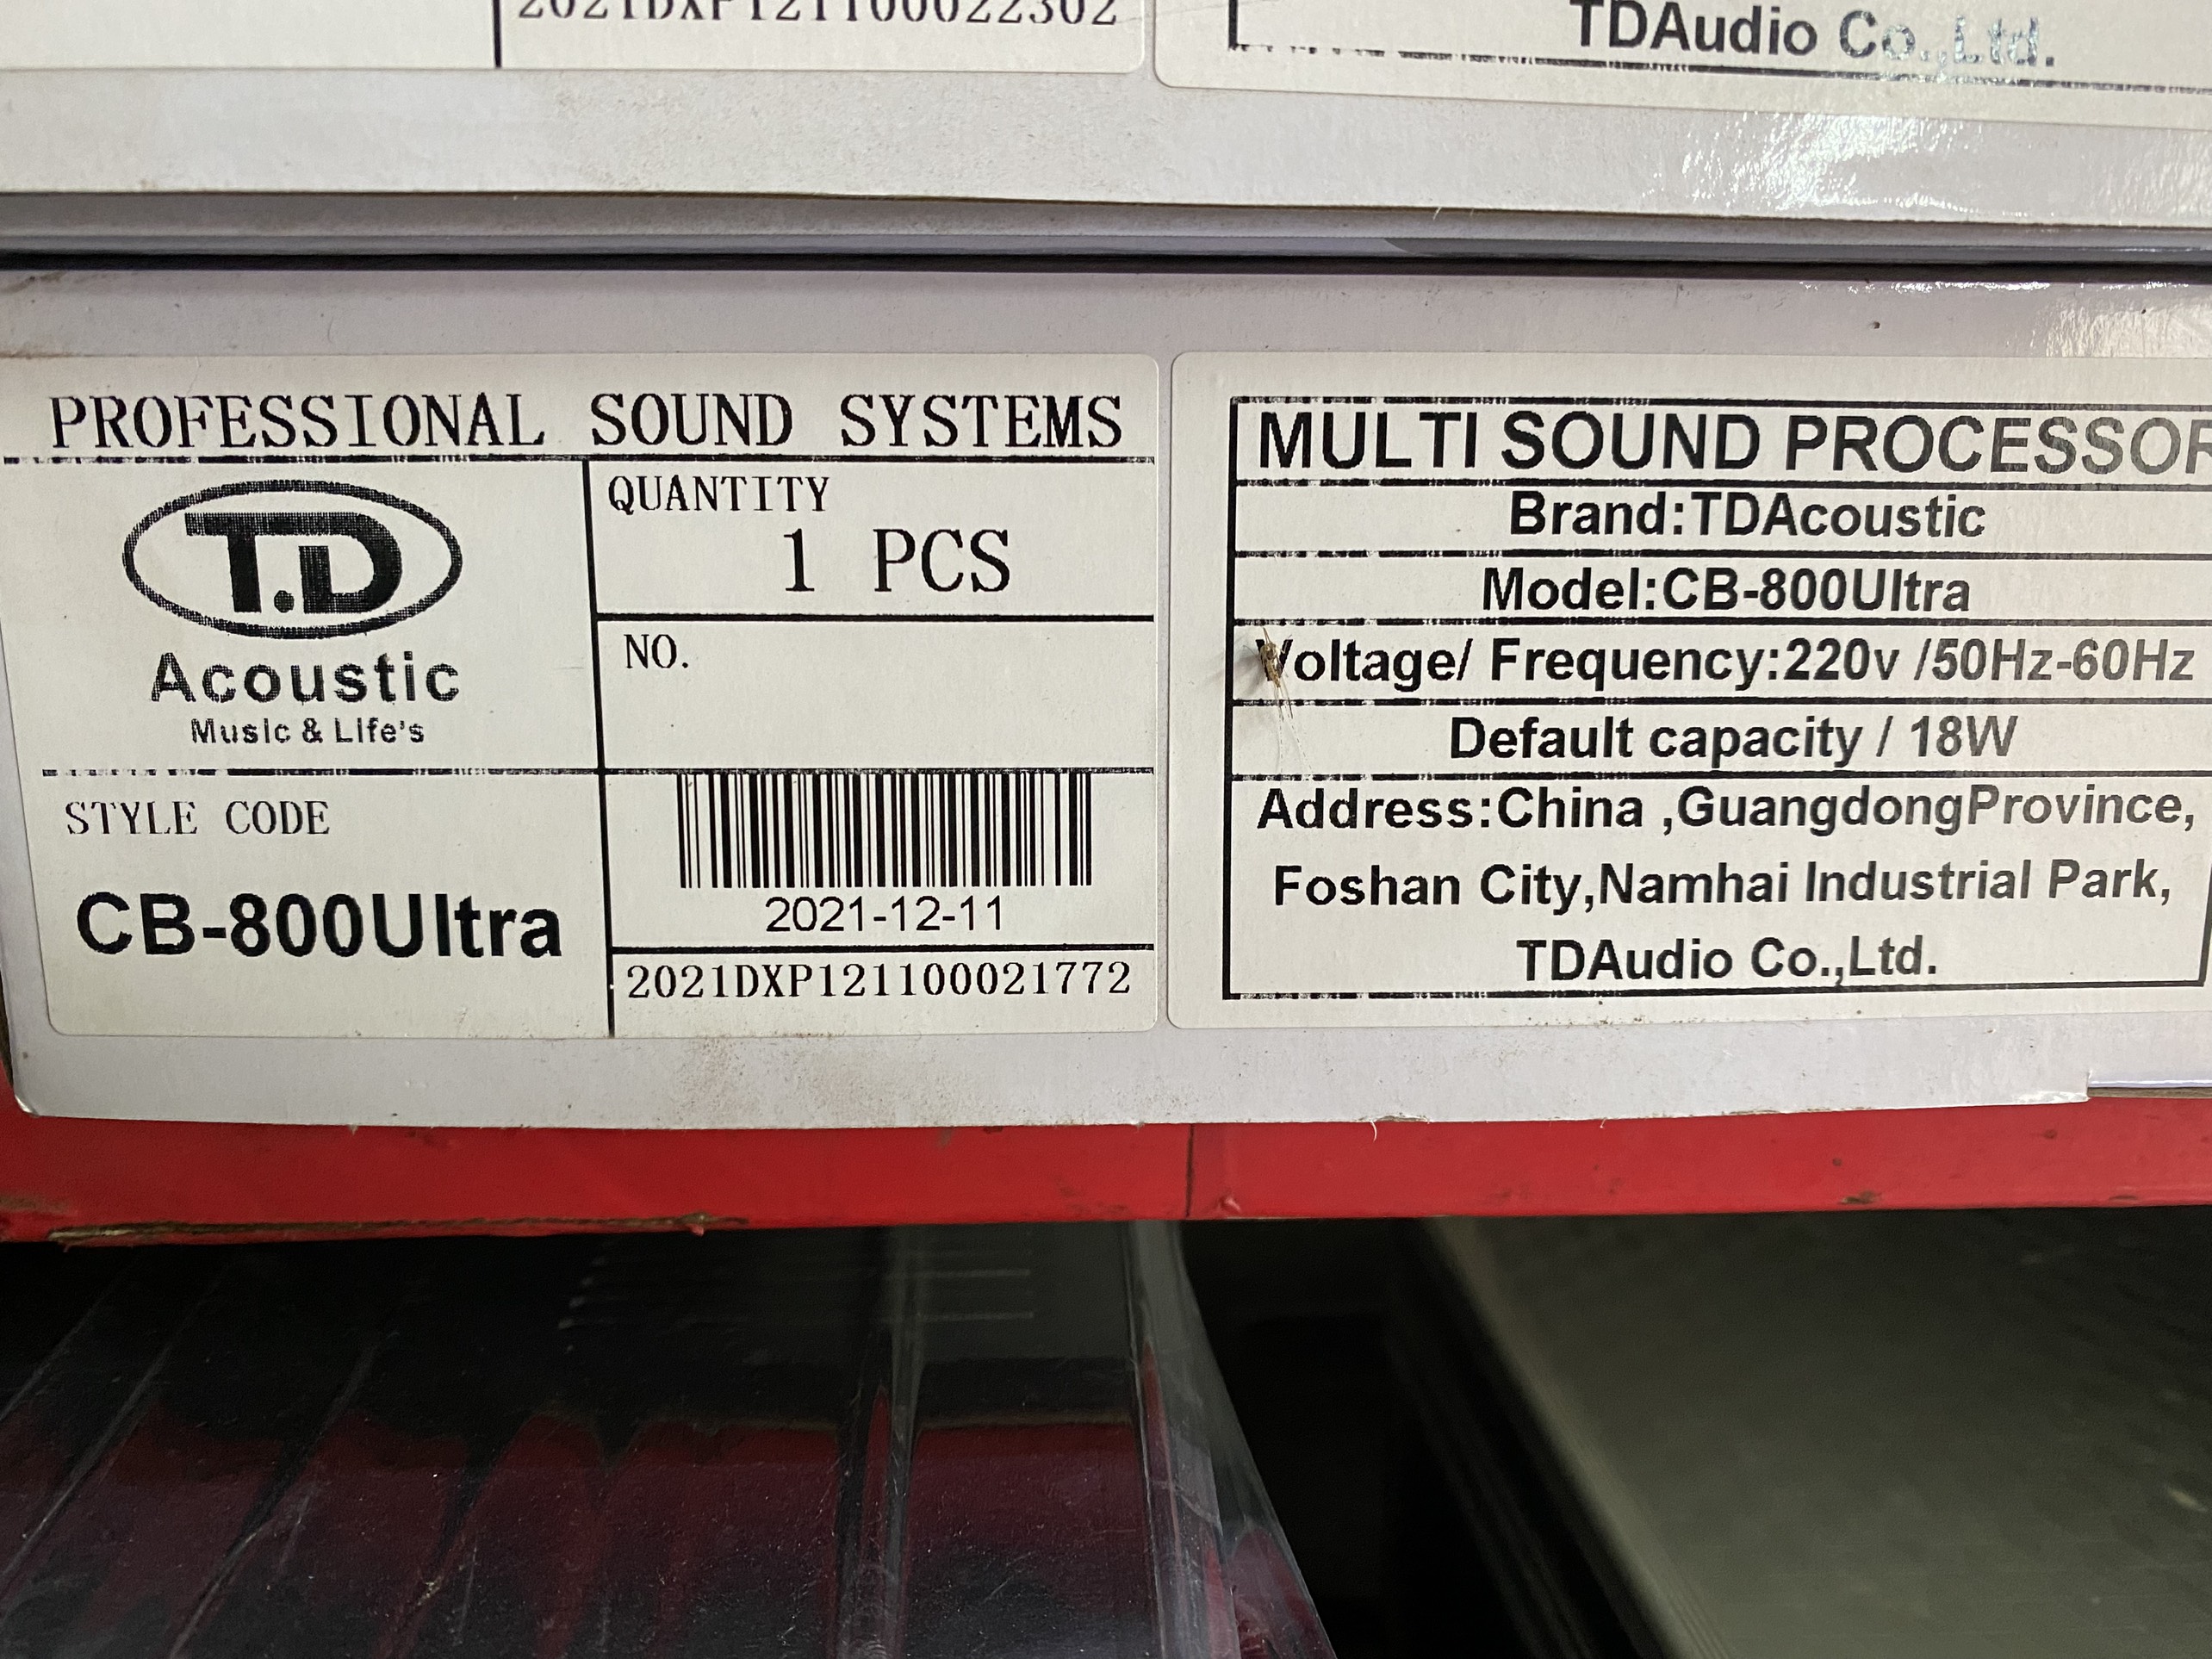 2021DXP121100022302
TDAudio Co.,Ltd.
PROFESSIONAL SOUND SYSTEMS
T.D
Acoustic
Music & Life's
QUANTITY
1 PCS
NO.
STYLE CODE
CB-800Ultra
2021-12-11
2021DXP121100021772
MULTI SOUND PROCESSOR
Brand:TDAcoustic
Model:CB-800Ultra
Voltage/ Frequency:220v /50Hz-60Hz
Default capacity / 18W
Address:China ,GuangdongProvince,
Foshan City,Namhai Industrial Park,
TDAudio Co.,Ltd.